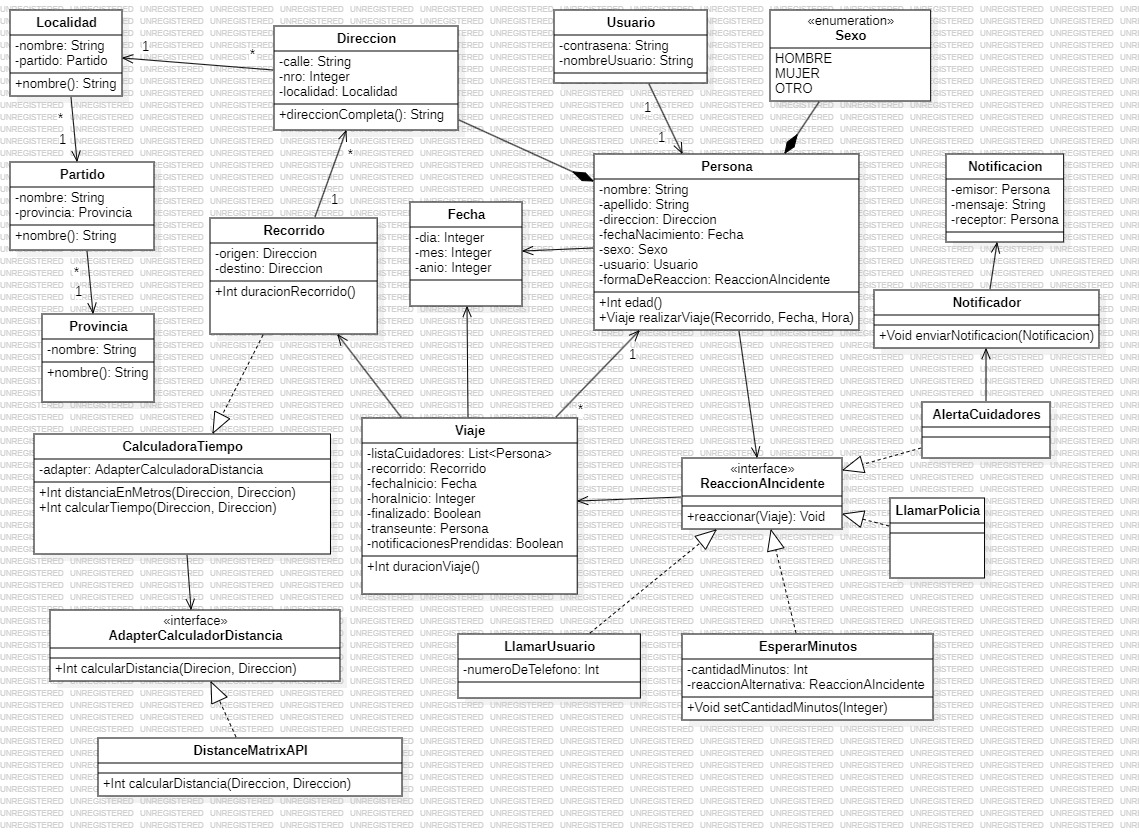 Localidad
-nombre: String
-partido: Partido
+nombre(): String
1
*
Direccion
-calle: String
-nro: Integer
-localidad: Localidad
+direccionCompleta(): String
Usuario
-contrasena: String
-nombreUsuario: String
«enumeration»
Sexo
HOMBRE
MUJER
OTRO
*
1
1
1
*
1
Partido
-nombre: String
-provincia: Provincia
+nombre(): String
Recorrido
-origen: Direccion
-destino: Direccion
+Int duracionRecorrido()
Fecha
-dia: Integer
-mes: Integer
-anio: Integer
Persona
-nombre: String
-apellido: String
-direccion: Direccion
-fechaNacimiento: Fecha
-sexo: Sexo
-usuario: Usuario
-formaDeReaccion: ReaccionAIncidente
+Int edad()
+Viaje realizarViaje(Recorrido, Fecha, Hora)
Notificacion
-emisor: Persona
-mensaje: String
-receptor: Persona
*
1
Provincia
-nombre: String
+nombre(): String
Notificador
+Void enviarNotificacion(Notificacion)
1
*
CalculadoraTiempo
-adapter: AdapterCalculadoraDistancia
+Int distanciaEnMetros(Direccion, Direccion)
+Int calcularTiempo(Direccion, Direccion)
Viaje
-listaCuidadores: List<Persona>
-recorrido: Recorrido
-fechaInicio: Fecha
-horaInicio: Integer
-finalizado: Boolean
-transeunte: Persona
-notificacionesPrendidas: Boolean
+Int duracionViaje()
AlertaCuidadores
«interface»
ReaccionAIncidente
+reaccionar(Viaje): Void
LlamarPolicia
«interface»
AdapterCalculadorDistancia
+Int calcularDistancia(Direcion, Direccion)
LlamarUsuario
-numeroDeTelefono: Int
EsperarMinutos
-cantidadMinutos: Int
-reaccionAlternativa: ReaccionAIncidente
+Void setCantidadMinutos(Integer)
DistanceMatrixAPI
+Int calcularDistancia(Direccion, Direccion)
UNREGISTERED